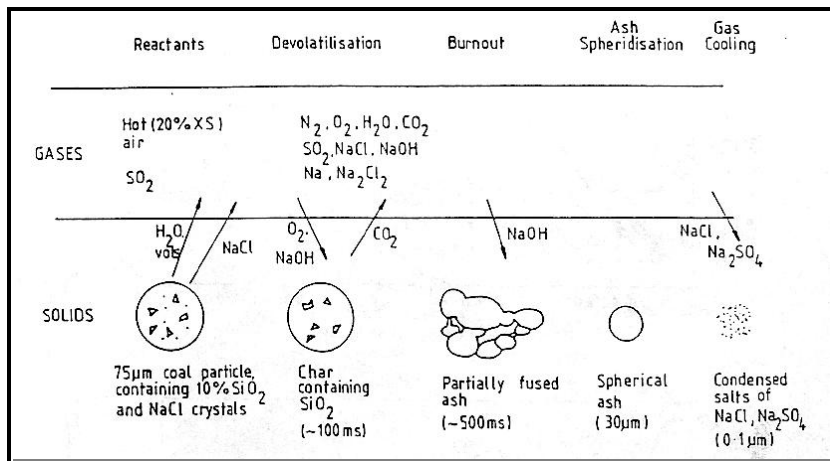 Reactants
Devolatilisation
Burnout
Ash
Spheridisation
Gas
Cooling
GASES
Hot (20% XS)
air
SO₂
N₂, O₂, H₂O, CO₂
SO₂, NaCl, NaOH
Na, Na₂Cl₂
H₂O,
vols
NaCl
O₂,
NaOH
CO₂
NaOH
NaCl,
Na₂SO₄
SOLIDS
75μm coal particle,
containing 10% SiO₂
and NaCl crystals
Char
containing
SiO₂
(~100ms)
Partially fused
ash
(~500ms)
Spherical
ash
(30μm)
Condensed
salts of
NaCl, Na₂SO₄
(0·1μm)